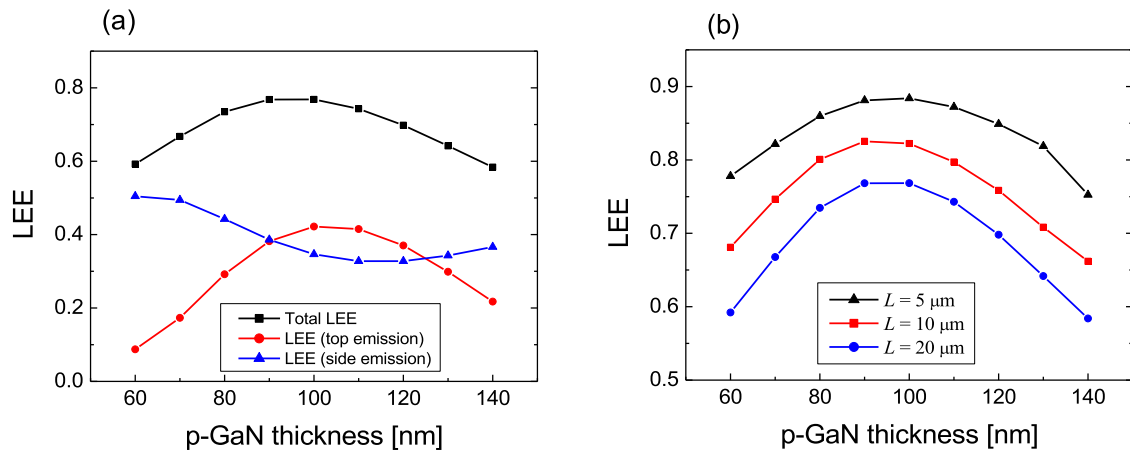 (a)
LEE
0.8
0.6
0.4
0.2
0.0
Total LEE
LEE (top emission)
LEE (side emission)
60 80 100 120 140
p-GaN thickness [nm]
(b)
LEE
0.9
0.8
0.7
0.6
0.5
L = 5 μm
L = 10 μm
L = 20 μm
60 80 100 120 140
p-GaN thickness [nm]